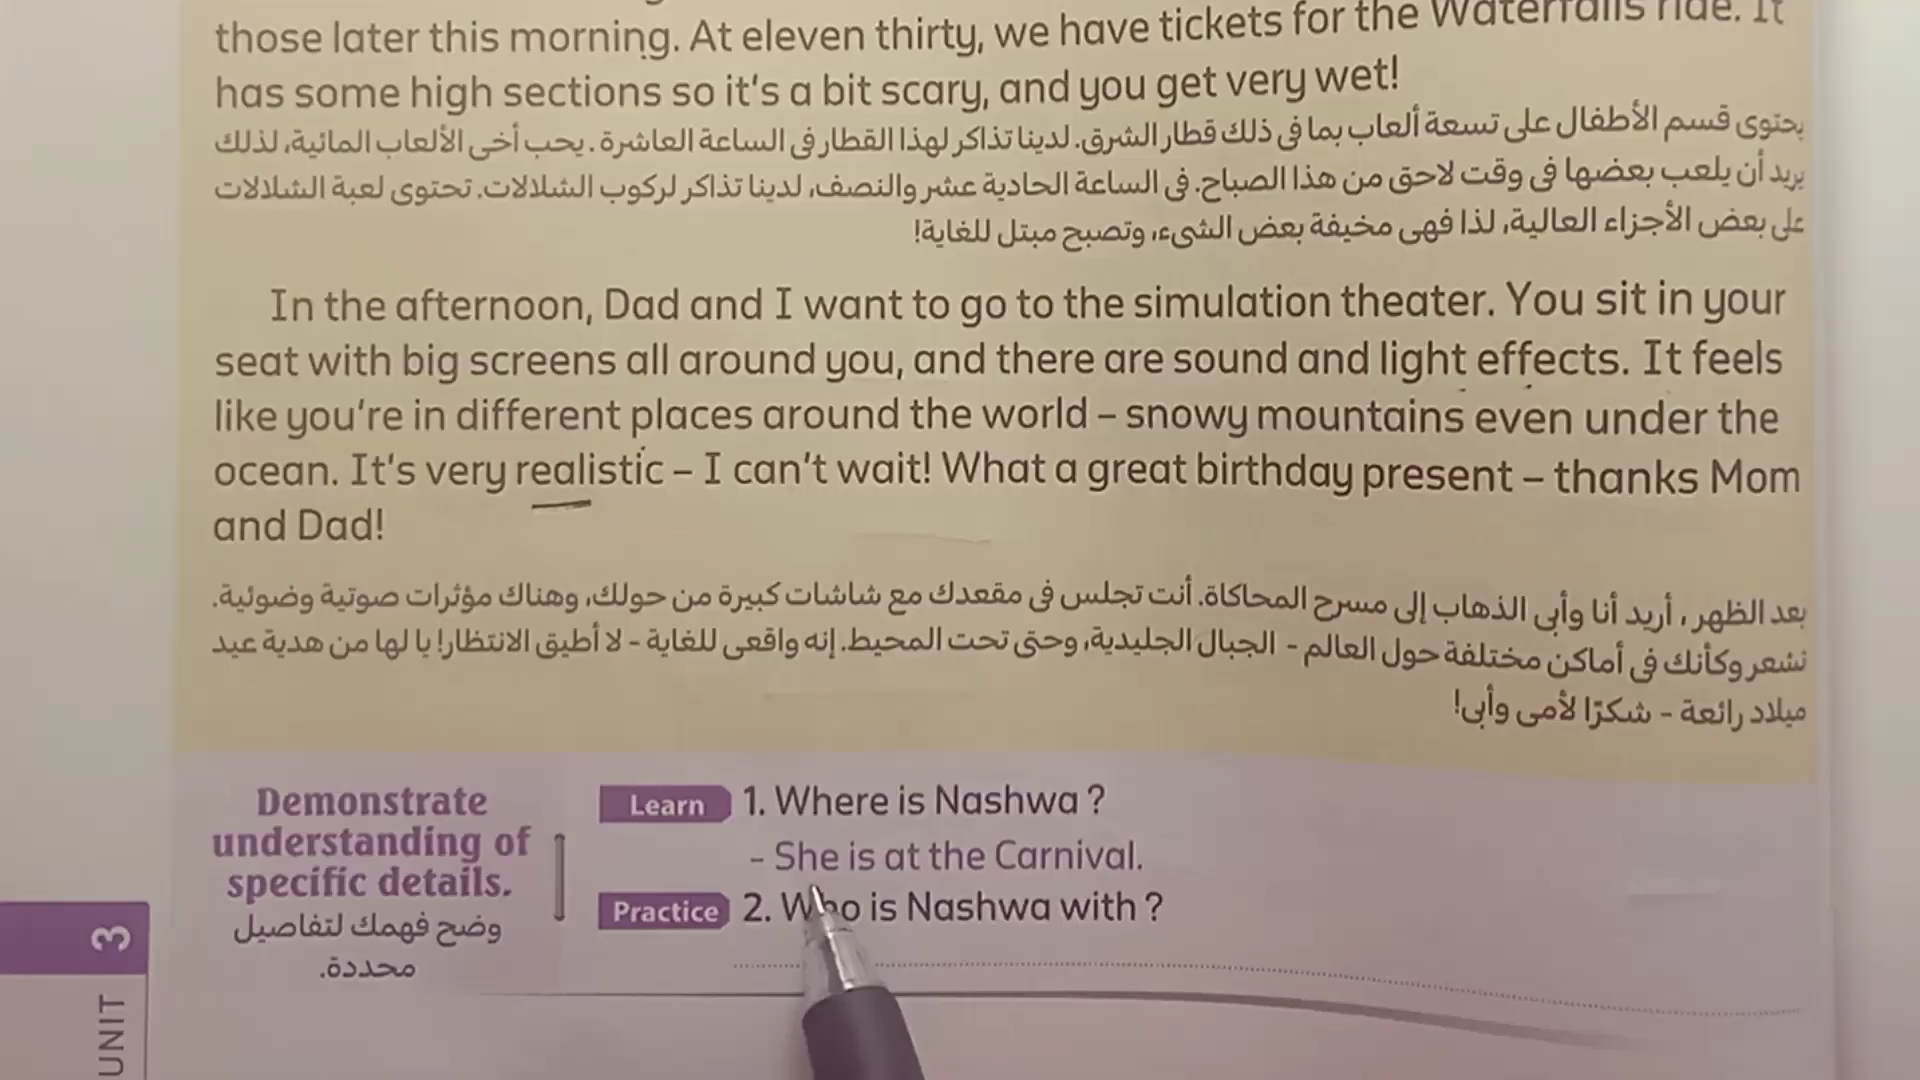 those later this morning. At eleven thirty, we have tickets for the Waterfalls ride. It
has some high sections so it's a bit scary, and you get very wet!
يحتوى قسم الأطفال على تسعة ألعاب بما فى ذلك قطار الشرق. لدينا تذاكر لهذا القطار فى الساعة العاشرة. يحب أخى الألعاب المائية، لذلك
يريد أن يلعب بعضها فى وقت لاحق من هذا الصباح. فى الساعة الحادية عشر والنصف، لدينا تذاكر لركوب الشلالات. تحتوى لعبة الشلالات
على بعض الأجزاء العالية، لذا فهى مخيفة بعض الشىء، وتصبح مبتل للغاية!
In the afternoon, Dad and I want to go to the simulation theater. You sit in your
seat with big screens all around you, and there are sound and light effects. It feels
like you're in different places around the world – snowy mountains even under the
ocean. It's very realistic – I can't wait! What a great birthday present – thanks Mom
and Dad!
بعد الظهر، أريد أنا وأبى الذهاب إلى مسرح المحاكاة. أنت تجلس فى مقعدك مع شاشات كبيرة من حولك، وهناك مؤثرات صوتية وضوئية.
نشعر وكأنك فى أماكن مختلفة حول العالم - الجبال الجليدية، وحتى تحت المحيط. إنه واقعى للغاية - لا أطيق الانتظار! يا لها من هدية عيد
ميلاد رائعة - شكرًا لأمى وأبى!
Demonstrate
understanding of
specific details.
وضح فهمك لتفاصيل
محددة.
Learn 1. Where is Nashwa ?
- She is at the Carnival.
Practice 2. Who is Nashwa with ?
UNIT 3